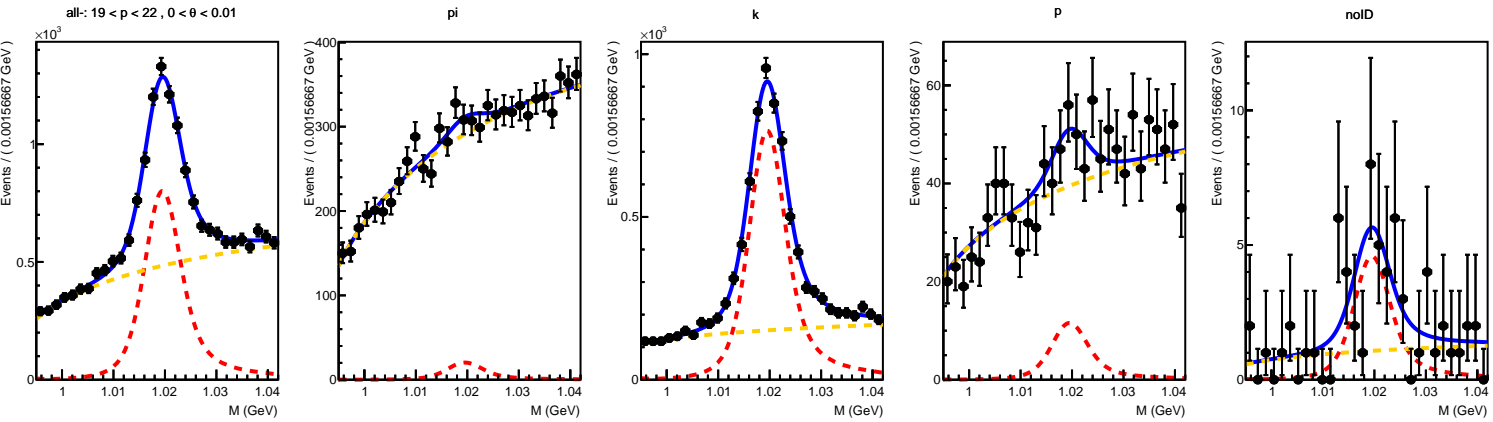 all-: 19 < p < 22 , 0 < θ < 0.01
×10³
Events / ( 0.00156667 GeV )
1
0.5
0
1 1.01 1.02 1.03 1.04
M (GeV)
pi
Events / ( 0.00156667 GeV )
400
300
200
100
0
1 1.01 1.02 1.03 1.04
M (GeV)
k
×10³
Events / ( 0.00156667 GeV )
1
0.5
0
1 1.01 1.02 1.03 1.04
M (GeV)
p
Events / ( 0.00156667 GeV )
60
40
20
0
1 1.01 1.02 1.03 1.04
M (GeV)
noID
Events / ( 0.00156667 GeV )
10
5
0
1 1.01 1.02 1.03 1.04
M (GeV)